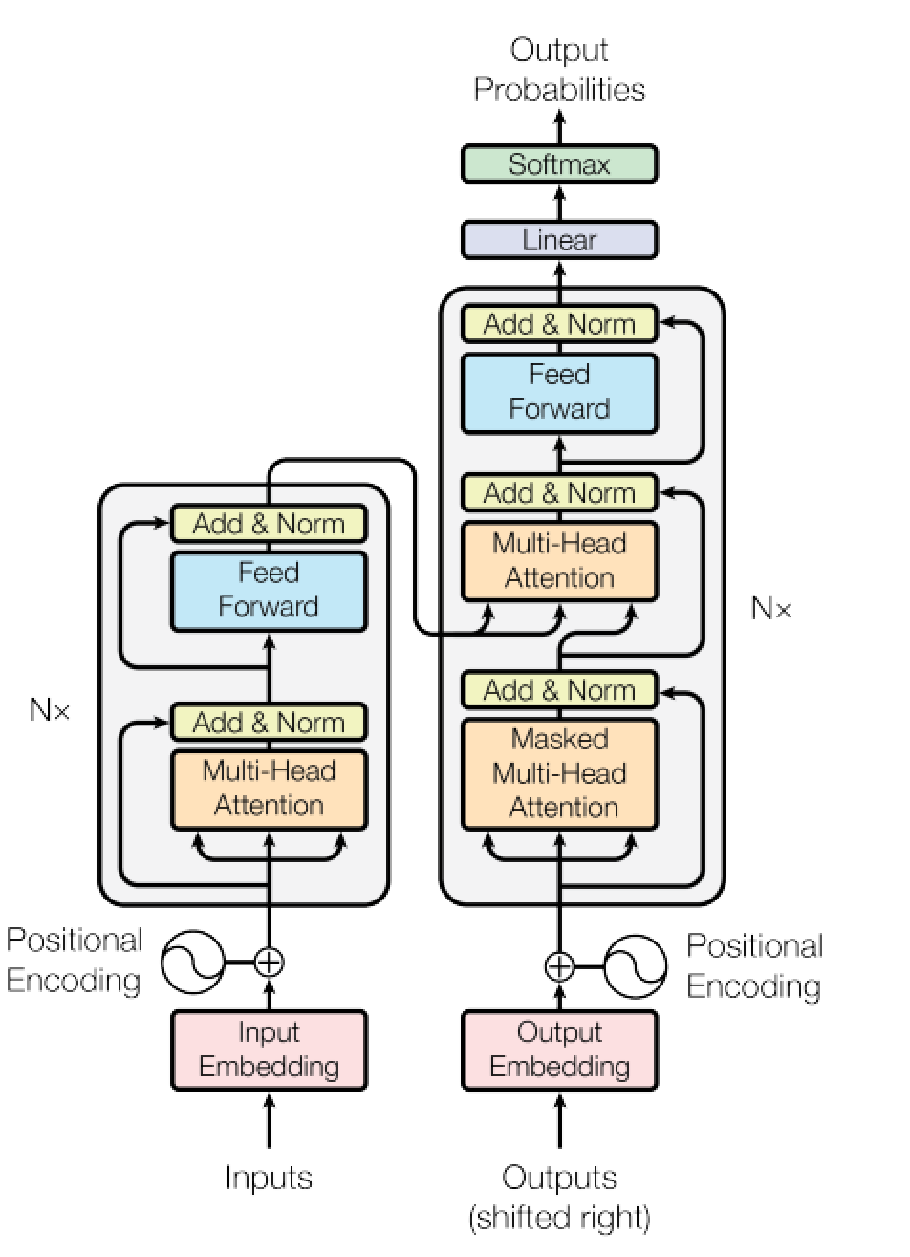 Output
Probabilities
Softmax
Linear
Add & Norm
Feed
Forward
Add & Norm
Multi-Head
Attention
Nx
Add & Norm
Masked
Multi-Head
Attention
Add & Norm
Feed
Forward
Nx
Add & Norm
Multi-Head
Attention
Positional
Encoding
Positional
Encoding
Input
Embedding
Output
Embedding
Inputs
Outputs
(shifted right)